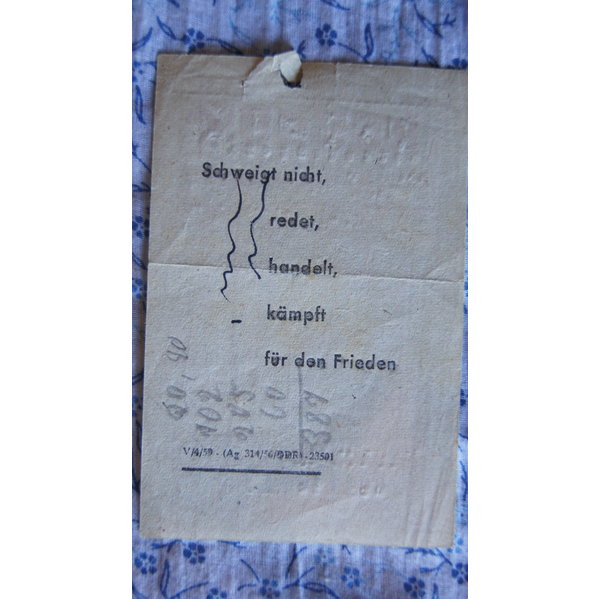 Schweigt nicht,
redet,
handelt,
kämpft
für den Frieden
V/4/59 - (Ag 314/56/DDR) - 23501